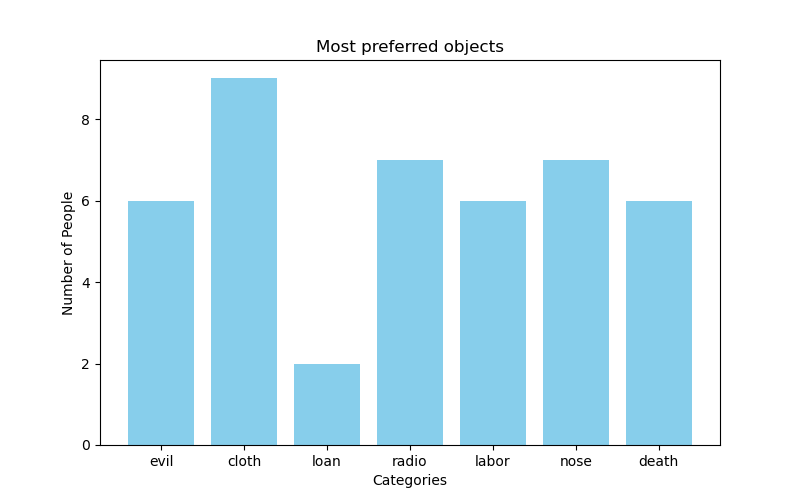 Most preferred objects
Number of People
8
6
4
2
0
evil cloth loan radio labor nose death
Categories